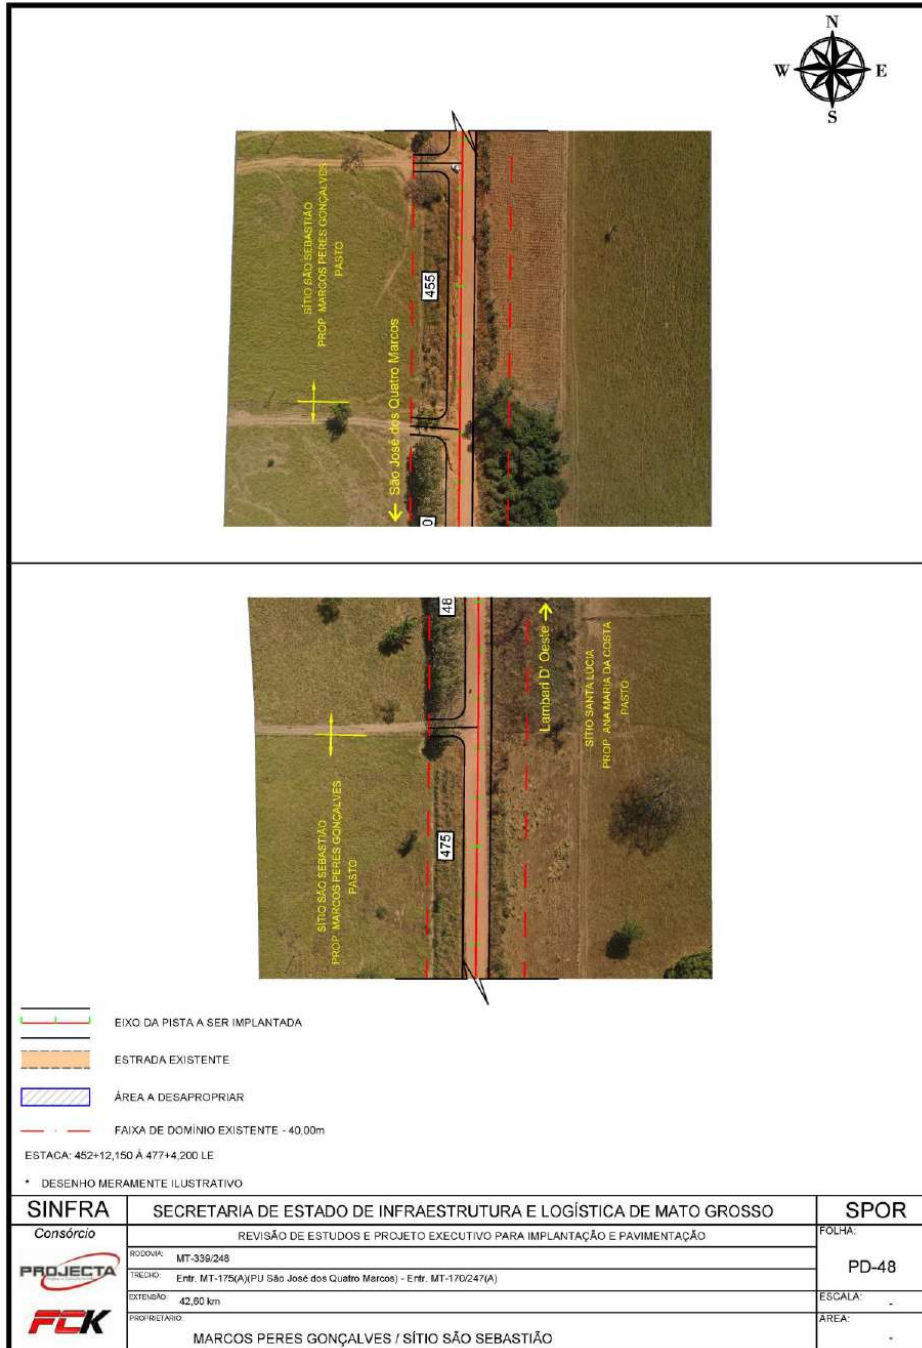 N
W E
S
SÍTIO SÃO SEBASTIÃO
PROP. MARCOS PERES GONÇALVES
PASTO
455
← São José dos Quatro Marcos
0
48
Lambari D' Oeste →
SÍTIO SANTA LÚCIA
PROP. ANA MARIA DA COSTA
PASTO
475
SÍTIO SÃO SEBASTIÃO
PROP. MARCOS PERES GONÇALVES
PASTO
EIXO DA PISTA A SER IMPLANTADA
ESTRADA EXISTENTE
ÁREA A DESAPROPRIAR
FAIXA DE DOMÍNIO EXISTENTE - 40,00m
ESTACA: 452+12,150 À 477+4,200 LE
* DESENHO MERAMENTE ILUSTRATIVO
SINFRA
SECRETARIA DE ESTADO DE INFRAESTRUTURA E LOGÍSTICA DE MATO GROSSO
SPOR
Consórcio
REVISÃO DE ESTUDOS E PROJETO EXECUTIVO PARA IMPLANTAÇÃO E PAVIMENTAÇÃO
FOLHA:
PD-48
PROJECTA
RODOVIA: MT-339/248
TRECHO: Entr. MT-175(A)(PU São José dos Quatro Marcos) - Entr. MT-170/247(A)
EXTENSÃO: 42,60 km
ESCALA: -
FCK
PROPRIETÁRIO:
MARCOS PERES GONÇALVES / SÍTIO SÃO SEBASTIÃO
ÁREA:
-